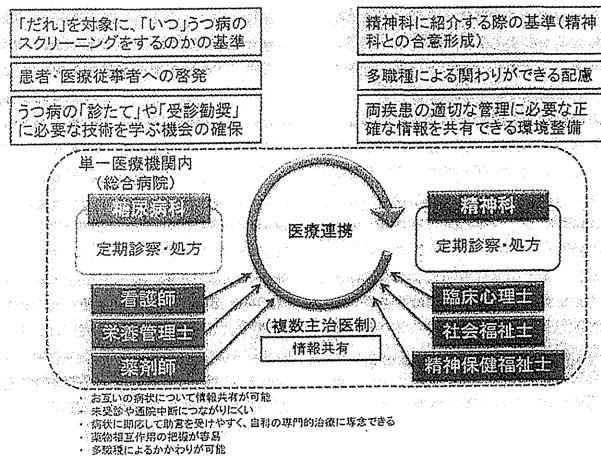 「だれ」を対象に、「いつ」うつ病の
スクリーニングをするのかの基準
患者・医療従事者への啓発
うつ病の「診たて」や「受診勧奨」
に必要な技術を学ぶ機会の確保
精神科に紹介する際の基準(精神
科との合意形成)
多職種による関わりができる配慮
両疾患の適切な管理に必要な正
確な情報を共有できる環境整備
単一医療機関内
(総合病院)
糖尿病科
定期診察・処方
看護師
栄養管理士
薬剤師
医療連携
(複数主治医制)
情報共有
精神科
定期診察・処方
臨床心理士
社会福祉士
精神保健福祉士
・ お互いの病状について情報共有が可能
・ 未受診や通院中断につながりにくい
・ 病状に即応して助言を受けやすく、自科の専門的治療に専念できる
・ 薬物相互作用の把握が容易
・ 多職種によるかかわりが可能